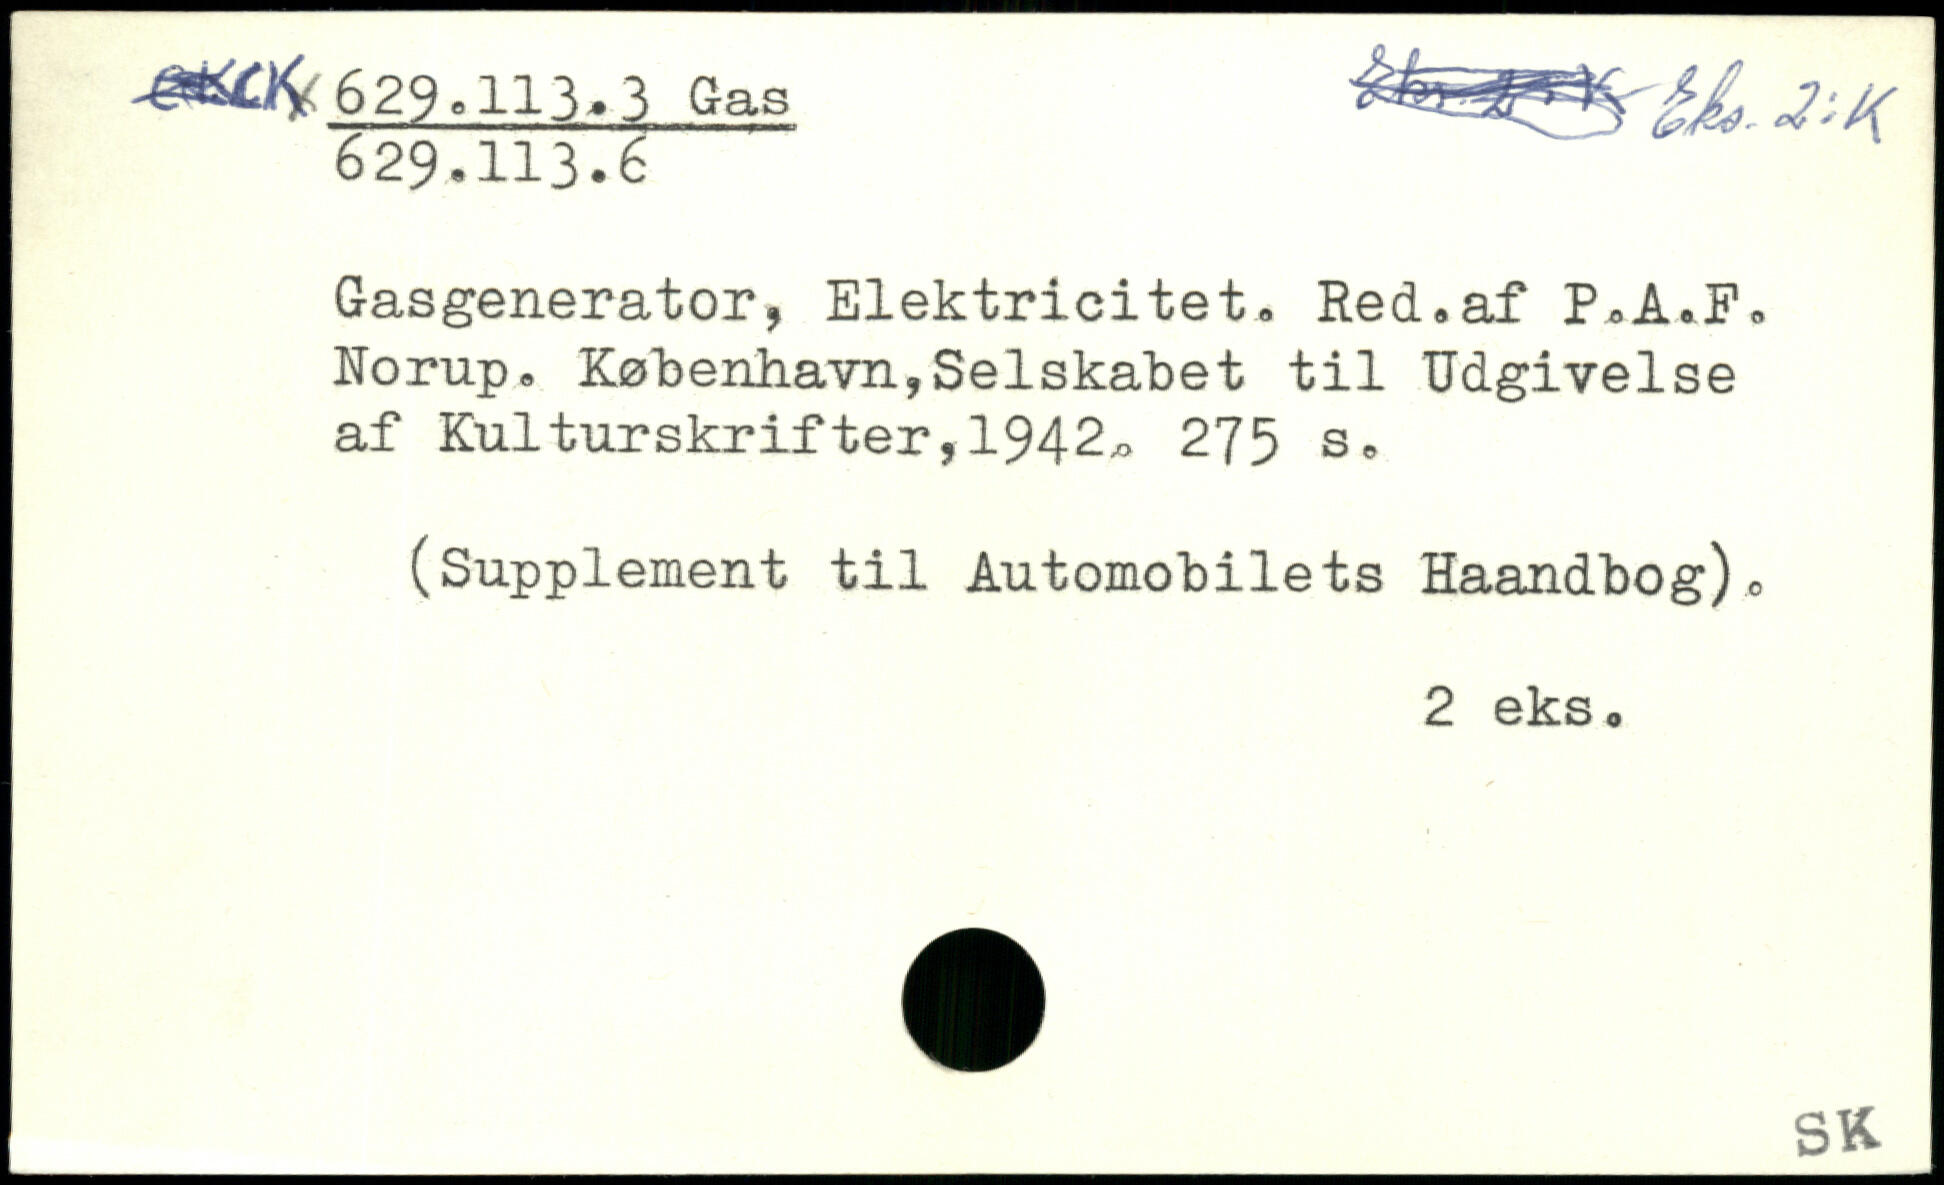 629.113.3 Gas
Eks. 2:K
629.113.6
Gasgenerator, Elektricitet. Red.af P.A.F.
Norup. København,Selskabet til Udgivelse
af Kulturskrifter,1942. 275 s.
(Supplement til Automobilets Haandbog).
2 eks.
SK